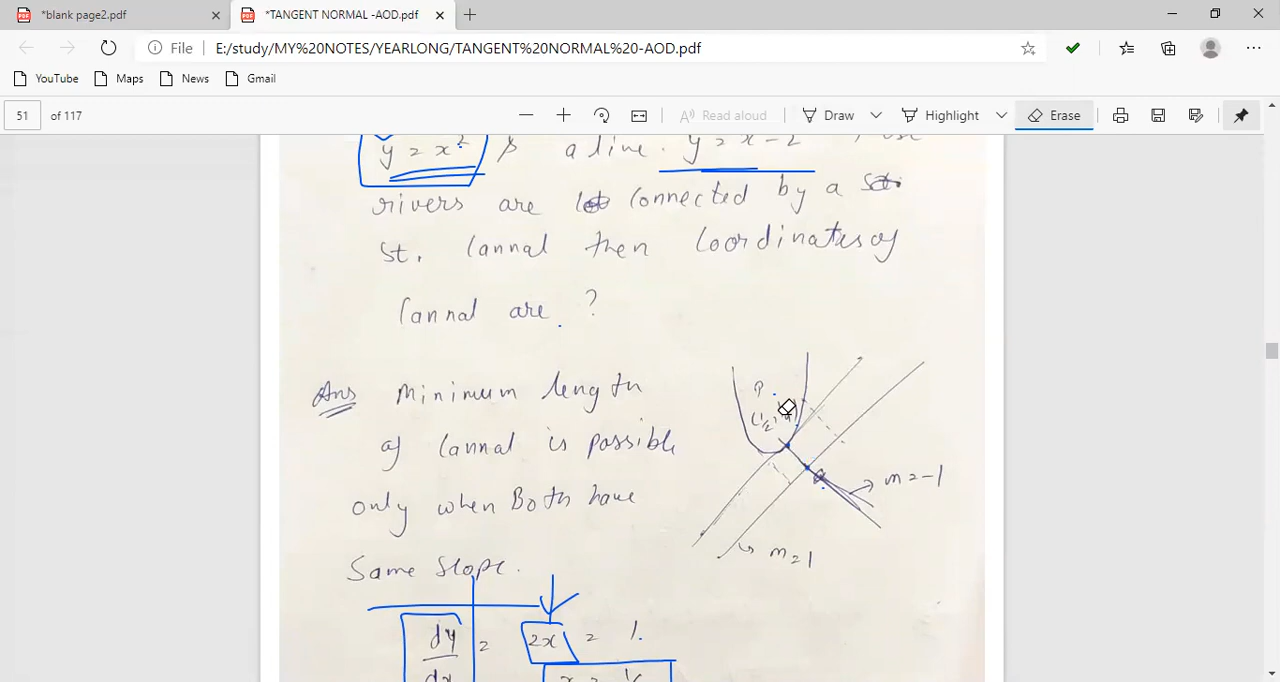 *blank page2.pdf
*TANGENT NORMAL -AOD.pdf
File E:/study/MY%20NOTES/YEARLONG/TANGENT%20NORMAL%20-AOD.pdf
YouTube Maps News Gmail
51 of 117
Read aloud Draw Highlight Erase
y = x² & a line. y = x - 2
rivers are connected by a
st. Cannal then Coordinates of
Cannal are ?
Ans Minimum length
of Cannal is possible
only when Both have
Same Slope.
P
Q
m = -1
m = 1
dy/dx = 2x = 1.